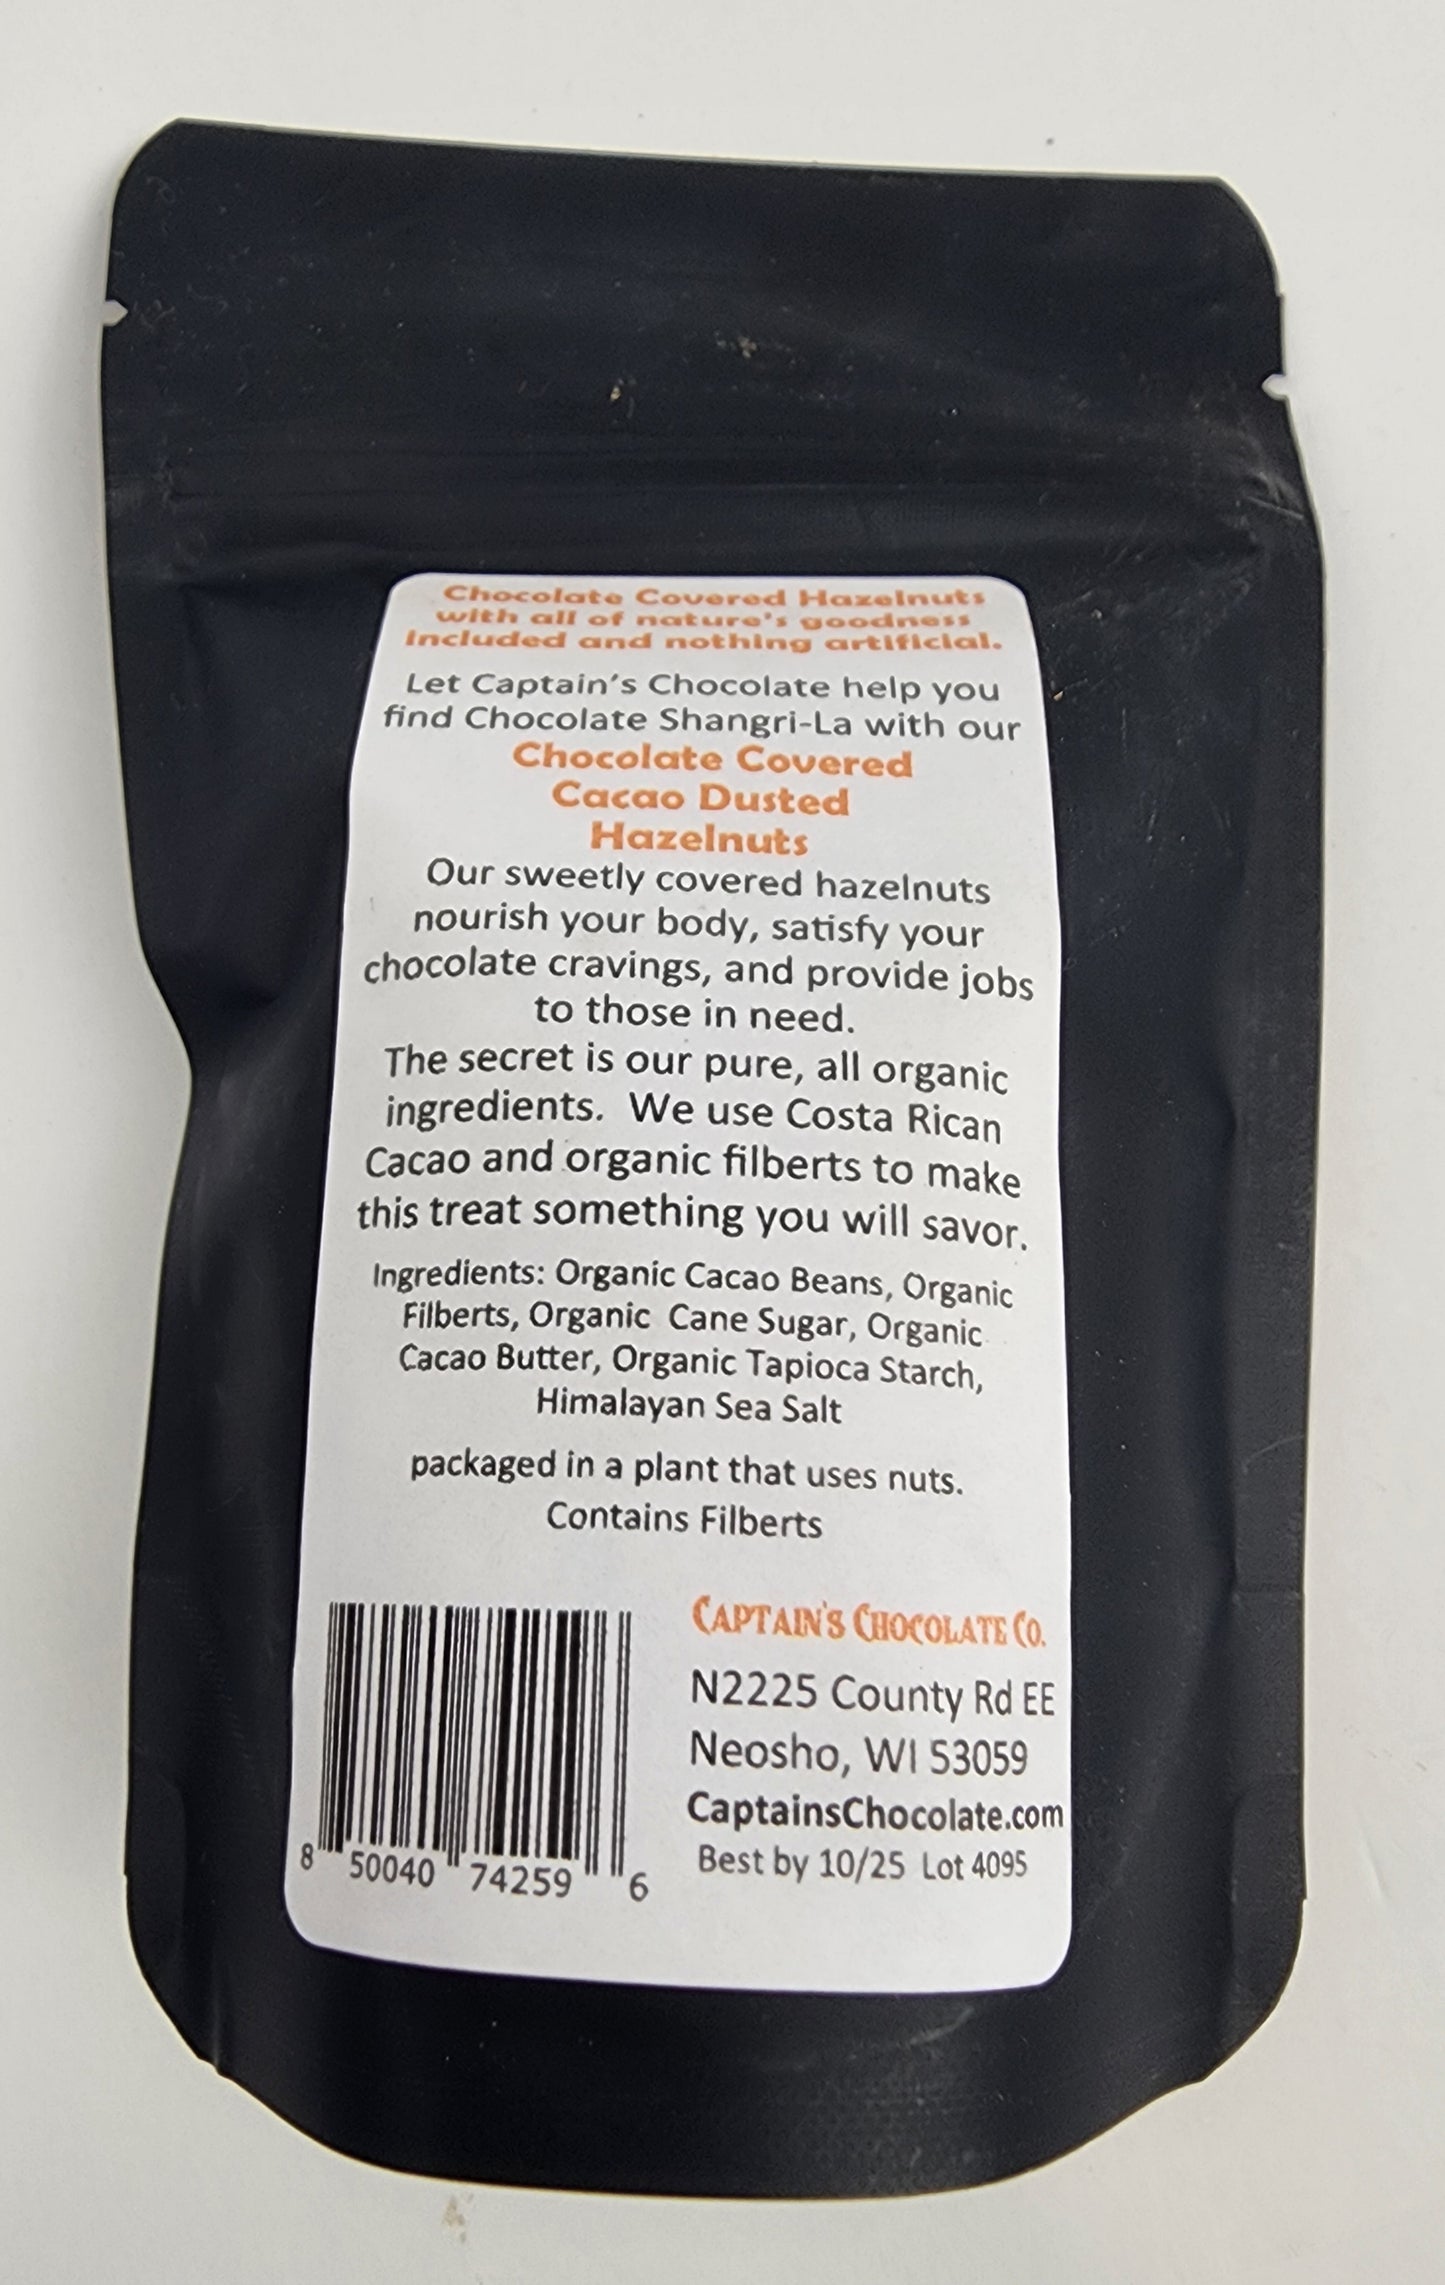 Chocolate Covered Hazelnuts
with all of nature's goodness
included and nothing artificial.
Let Captain's Chocolate help you
find Chocolate Shangri-La with our
Chocolate Covered
Cacao Dusted
Hazelnuts
Our sweetly covered hazelnuts
nourish your body, satisfy your
chocolate cravings, and provide jobs
to those in need.
The secret is our pure, all organic
ingredients. We use Costa Rican
Cacao and organic filberts to make
this treat something you will savor.
Ingredients: Organic Cacao Beans, Organic
Filberts, Organic Cane Sugar, Organic
Cacao Butter, Organic Tapioca Starch,
Himalayan Sea Salt
packaged in a plant that uses nuts.
Contains Filberts
CAPTAIN'S CHOCOLATE CO.
N2225 County Rd EE
Neosho, WI 53059
CaptainsChocolate.com
Best by 10/25 Lot 4095
8 50040 74259 6